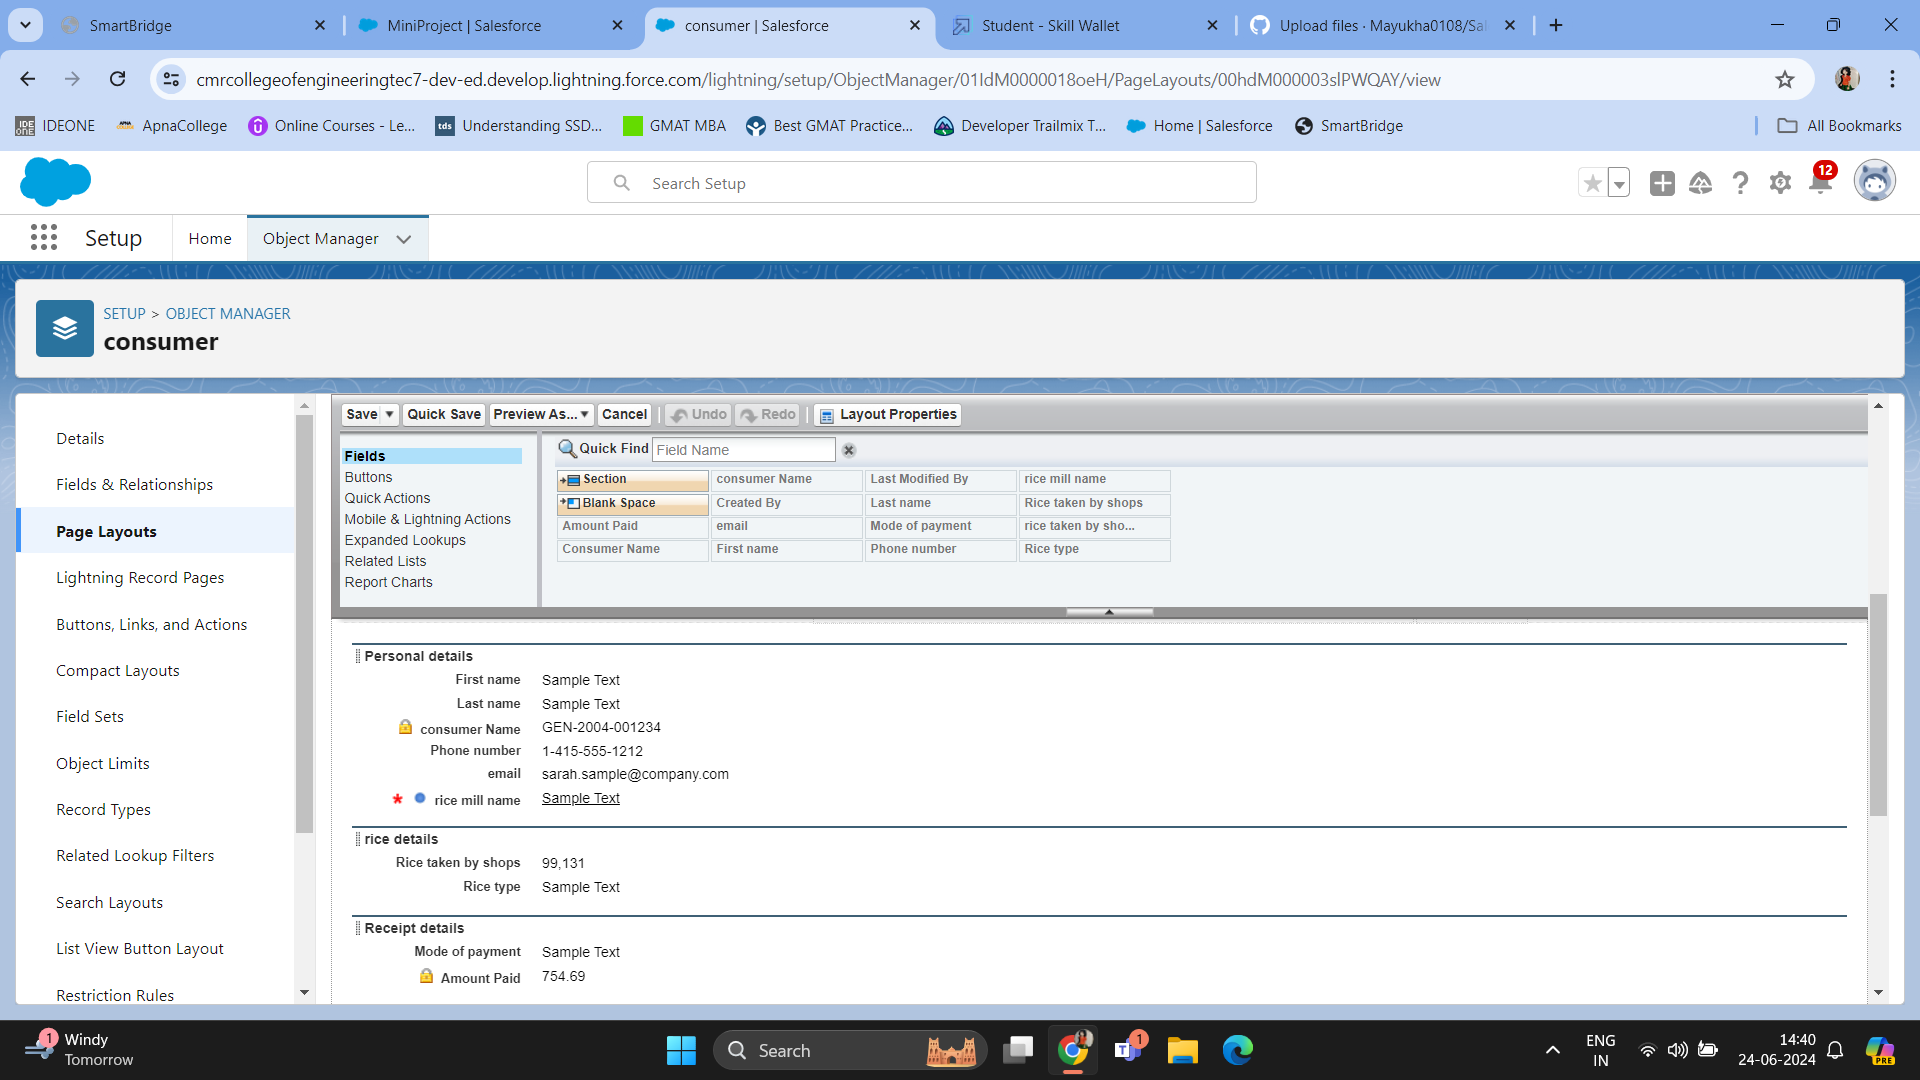 SmartBridge
MiniProject | Salesforce
consumer | Salesforce
Student - Skill Wallet
Upload files · Mayukha0108/Sal
cmrcollegeofengineeringtec7-dev-ed.develop.lightning.force.com/lightning/setup/ObjectManager/01IdM0000018oeH/PageLayouts/00hdM000003slPWQAY/view
IDEONE
ApnaCollege
Online Courses - Le...
tds Understanding SSD...
GMAT MBA
Best GMAT Practice...
Developer Trailmix T...
Home | Salesforce
SmartBridge
All Bookmarks
Search Setup
12
Setup
Home
Object Manager
SETUP > OBJECT MANAGER
consumer
Details
Fields & Relationships
Page Layouts
Lightning Record Pages
Buttons, Links, and Actions
Compact Layouts
Field Sets
Object Limits
Record Types
Related Lookup Filters
Search Layouts
List View Button Layout
Restriction Rules
Save Quick Save Preview As... Cancel Undo Redo Layout Properties
Fields
Buttons
Quick Actions
Mobile & Lightning Actions
Expanded Lookups
Related Lists
Report Charts
Quick Find Field Name
Section consumer Name Last Modified By rice mill name
Blank Space Created By Last name Rice taken by shops
Amount Paid email Mode of payment rice taken by sho...
Consumer Name First name Phone number Rice type
Personal details
First name Sample Text
Last name Sample Text
consumer Name GEN-2004-001234
Phone number 1-415-555-1212
email sarah.sample@company.com
* rice mill name Sample Text
rice details
Rice taken by shops 99,131
Rice type Sample Text
Receipt details
Mode of payment Sample Text
Amount Paid 754.69
1
Windy
Tomorrow
Search
1
ENG
IN
14:40
24-06-2024
PRE